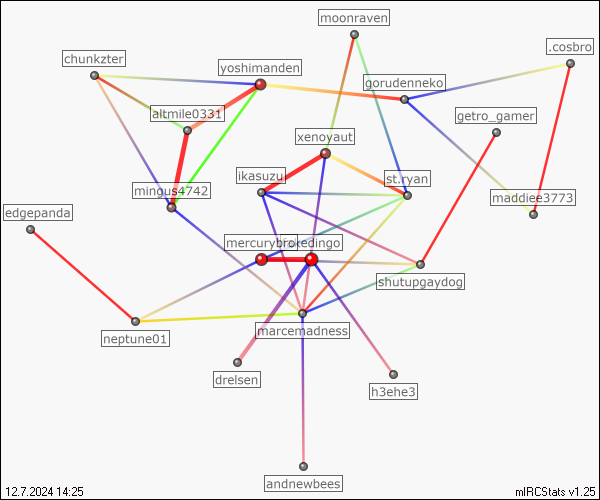 moonraven
.cosbro
chunkzter
yoshimanden
gorudenneko
altmile0331
getro_gamer
xenoyaut
ikasuzu
st.ryan
mingus4742
maddiee3773
edgepanda
brokedingo
shutupgaydog
marcemadness
neptune01
drelsen
h3ehe3
andnewbees
12.7.2024 14:25
mIRCStats v1.25